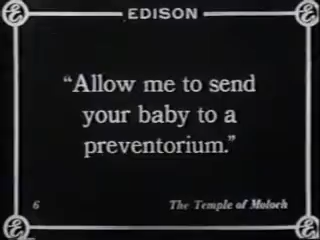 EDISON
"Allow me to send
your baby to a
preventorium."
6 The Temple of Moloch